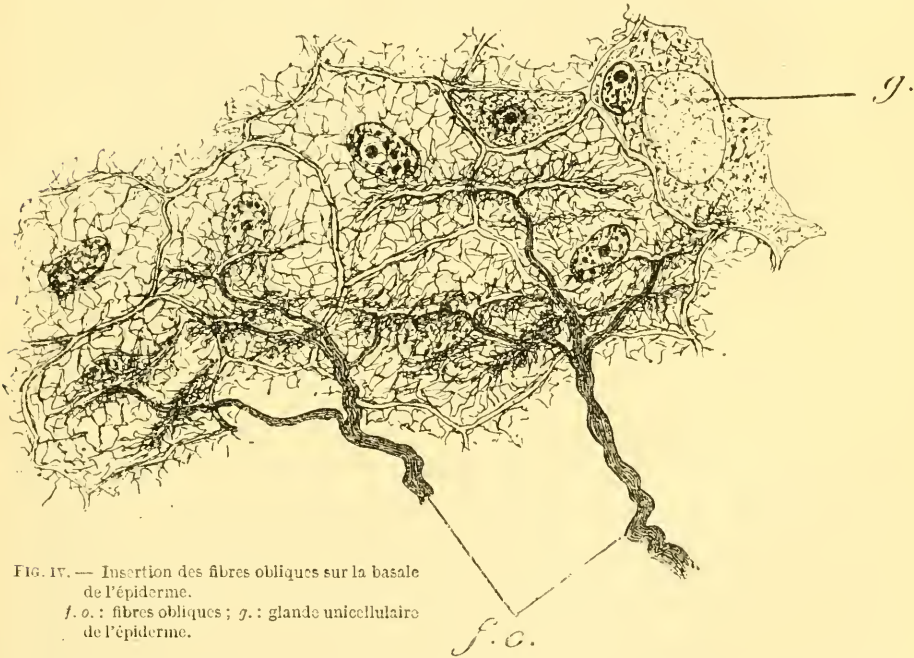 g.
FIG. IV. — Insertion des fibres obliques sur la basale
de l'épiderme.
f. o. : fibres obliques ; g. : glande unicellulaire
de l'épiderme.
f. o.